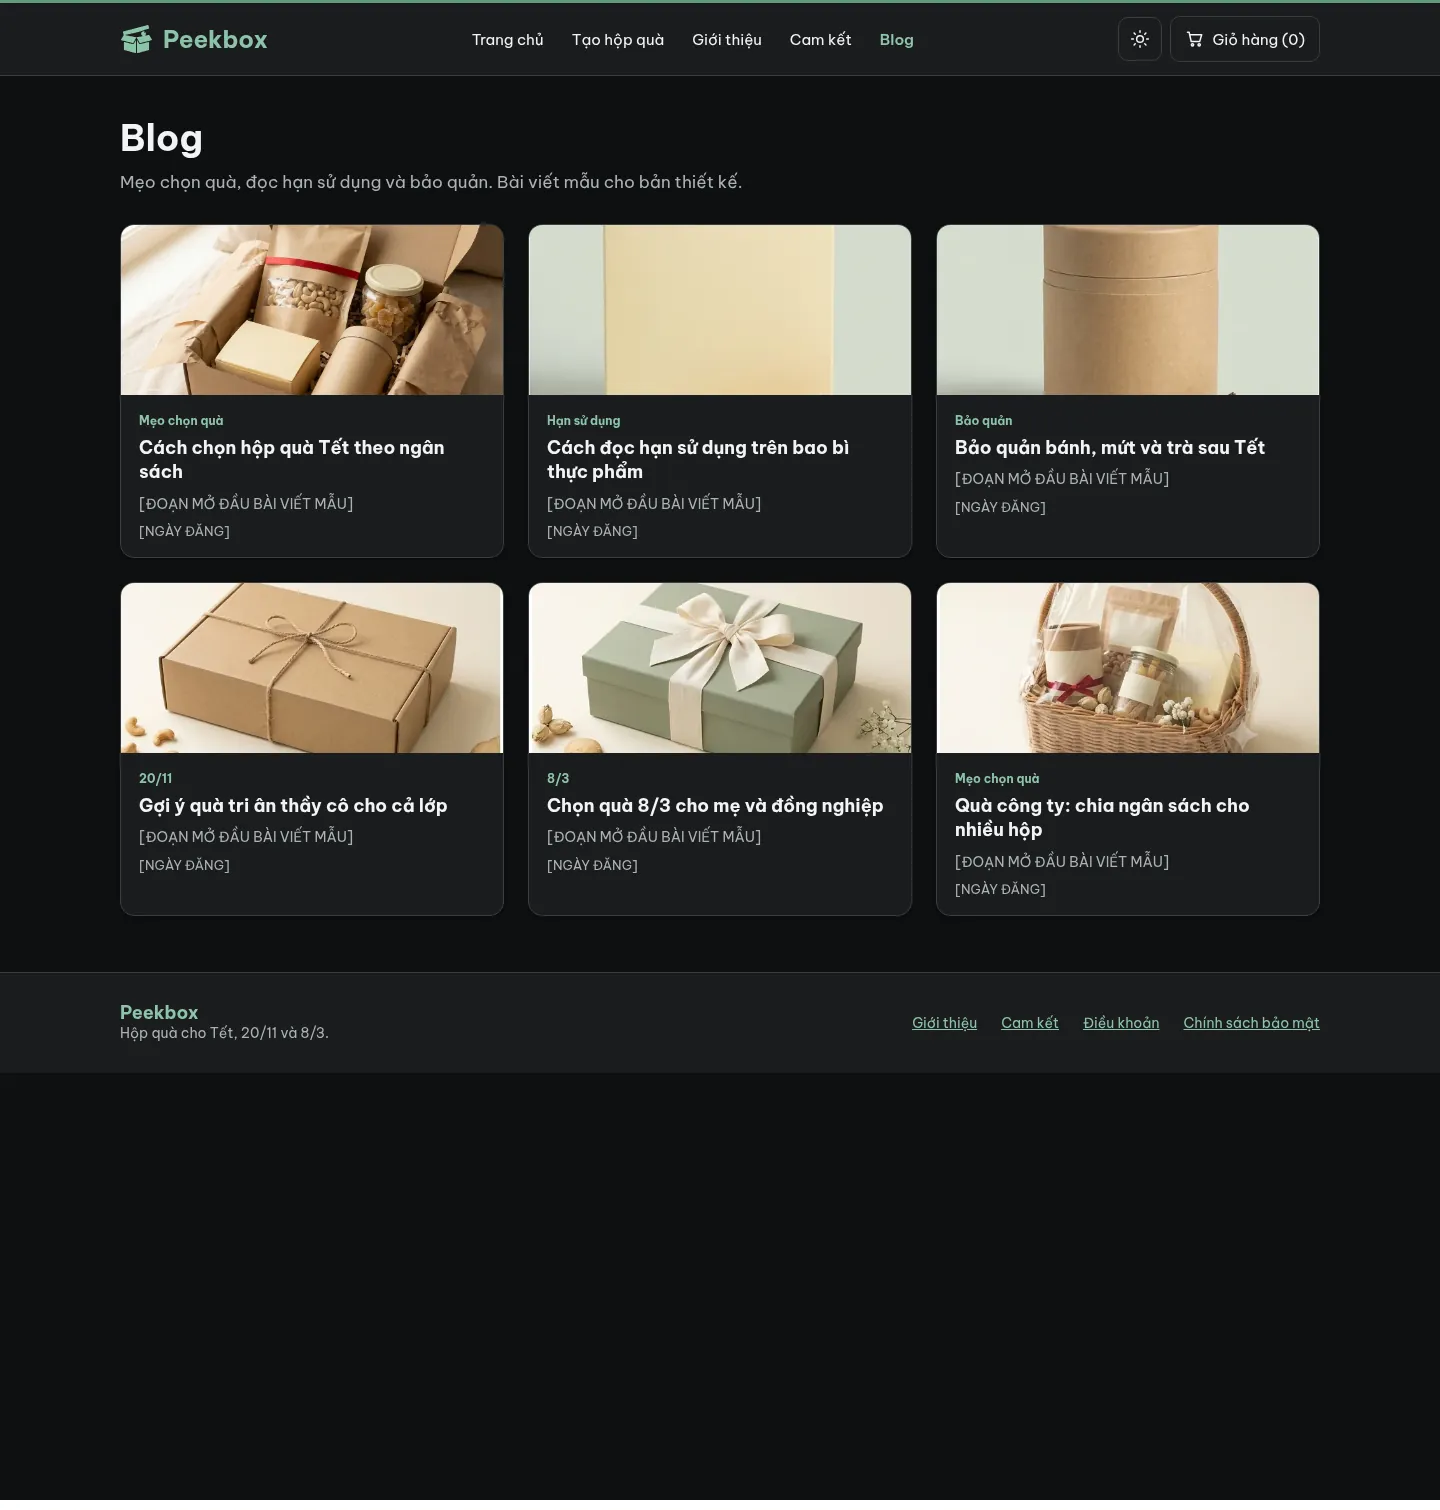 Peekbox
Trang chủ
Tạo hộp quà
Giới thiệu
Cam kết
Blog
Giỏ hàng (0)
Blog
Mẹo chọn quà, đọc hạn sử dụng và bảo quản. Bài viết mẫu cho bản thiết kế.
Mẹo chọn quà
Cách chọn hộp quà Tết theo ngân
sách
[ĐOẠN MỞ ĐẦU BÀI VIẾT MẪU]
[NGÀY ĐĂNG]
Hạn sử dụng
Cách đọc hạn sử dụng trên bao bì
thực phẩm
[ĐOẠN MỞ ĐẦU BÀI VIẾT MẪU]
[NGÀY ĐĂNG]
Bảo quản
Bảo quản bánh, mứt và trà sau Tết
[ĐOẠN MỞ ĐẦU BÀI VIẾT MẪU]
[NGÀY ĐĂNG]
20/11
Gợi ý quà tri ân thầy cô cho cả lớp
[ĐOẠN MỞ ĐẦU BÀI VIẾT MẪU]
[NGÀY ĐĂNG]
8/3
Chọn quà 8/3 cho mẹ và đồng nghiệp
[ĐOẠN MỞ ĐẦU BÀI VIẾT MẪU]
[NGÀY ĐĂNG]
Mẹo chọn quà
Quà công ty: chia ngân sách cho
nhiều hộp
[ĐOẠN MỞ ĐẦU BÀI VIẾT MẪU]
[NGÀY ĐĂNG]
Peekbox
Hộp quà cho Tết, 20/11 và 8/3.
Giới thiệu
Cam kết
Điều khoản
Chính sách bảo mật